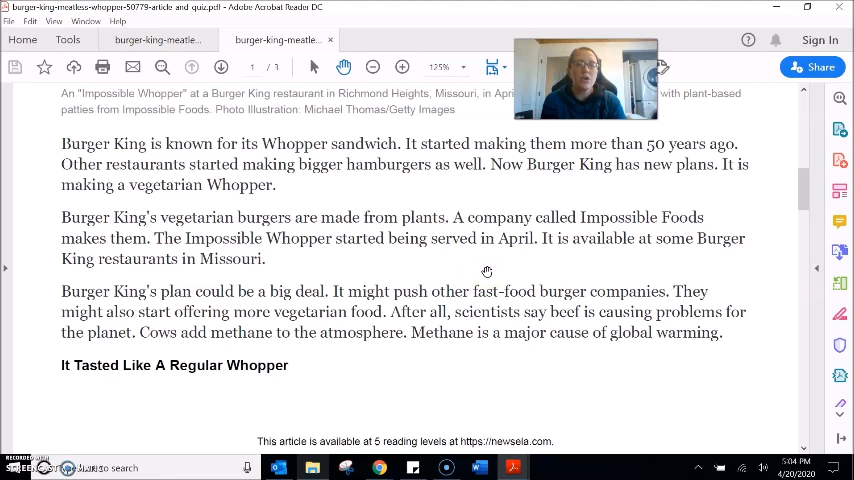 burger-king-meatless-whopper-50779-article and quiz.pdf - Adobe Acrobat Reader DC
File Edit View Window Help
Home Tools burger-king-meatle... burger-king-meatle... × Sign In
1 / 3 125% Share
An "Impossible Whopper" at a Burger King restaurant in Richmond Heights, Missouri, in Apri with plant-based
patties from Impossible Foods. Photo Illustration: Michael Thomas/Getty Images
Burger King is known for its Whopper sandwich. It started making them more than 50 years ago.
Other restaurants started making bigger hamburgers as well. Now Burger King has new plans. It is
making a vegetarian Whopper.
Burger King's vegetarian burgers are made from plants. A company called Impossible Foods
makes them. The Impossible Whopper started being served in April. It is available at some Burger
King restaurants in Missouri.
Burger King's plan could be a big deal. It might push other fast-food burger companies. They
might also start offering more vegetarian food. After all, scientists say beef is causing problems for
the planet. Cows add methane to the atmosphere. Methane is a major cause of global warming.
It Tasted Like A Regular Whopper
This article is available at 5 reading levels at https://newsela.com.
RECORDED WITH
to search
5:04 PM
4/20/2020